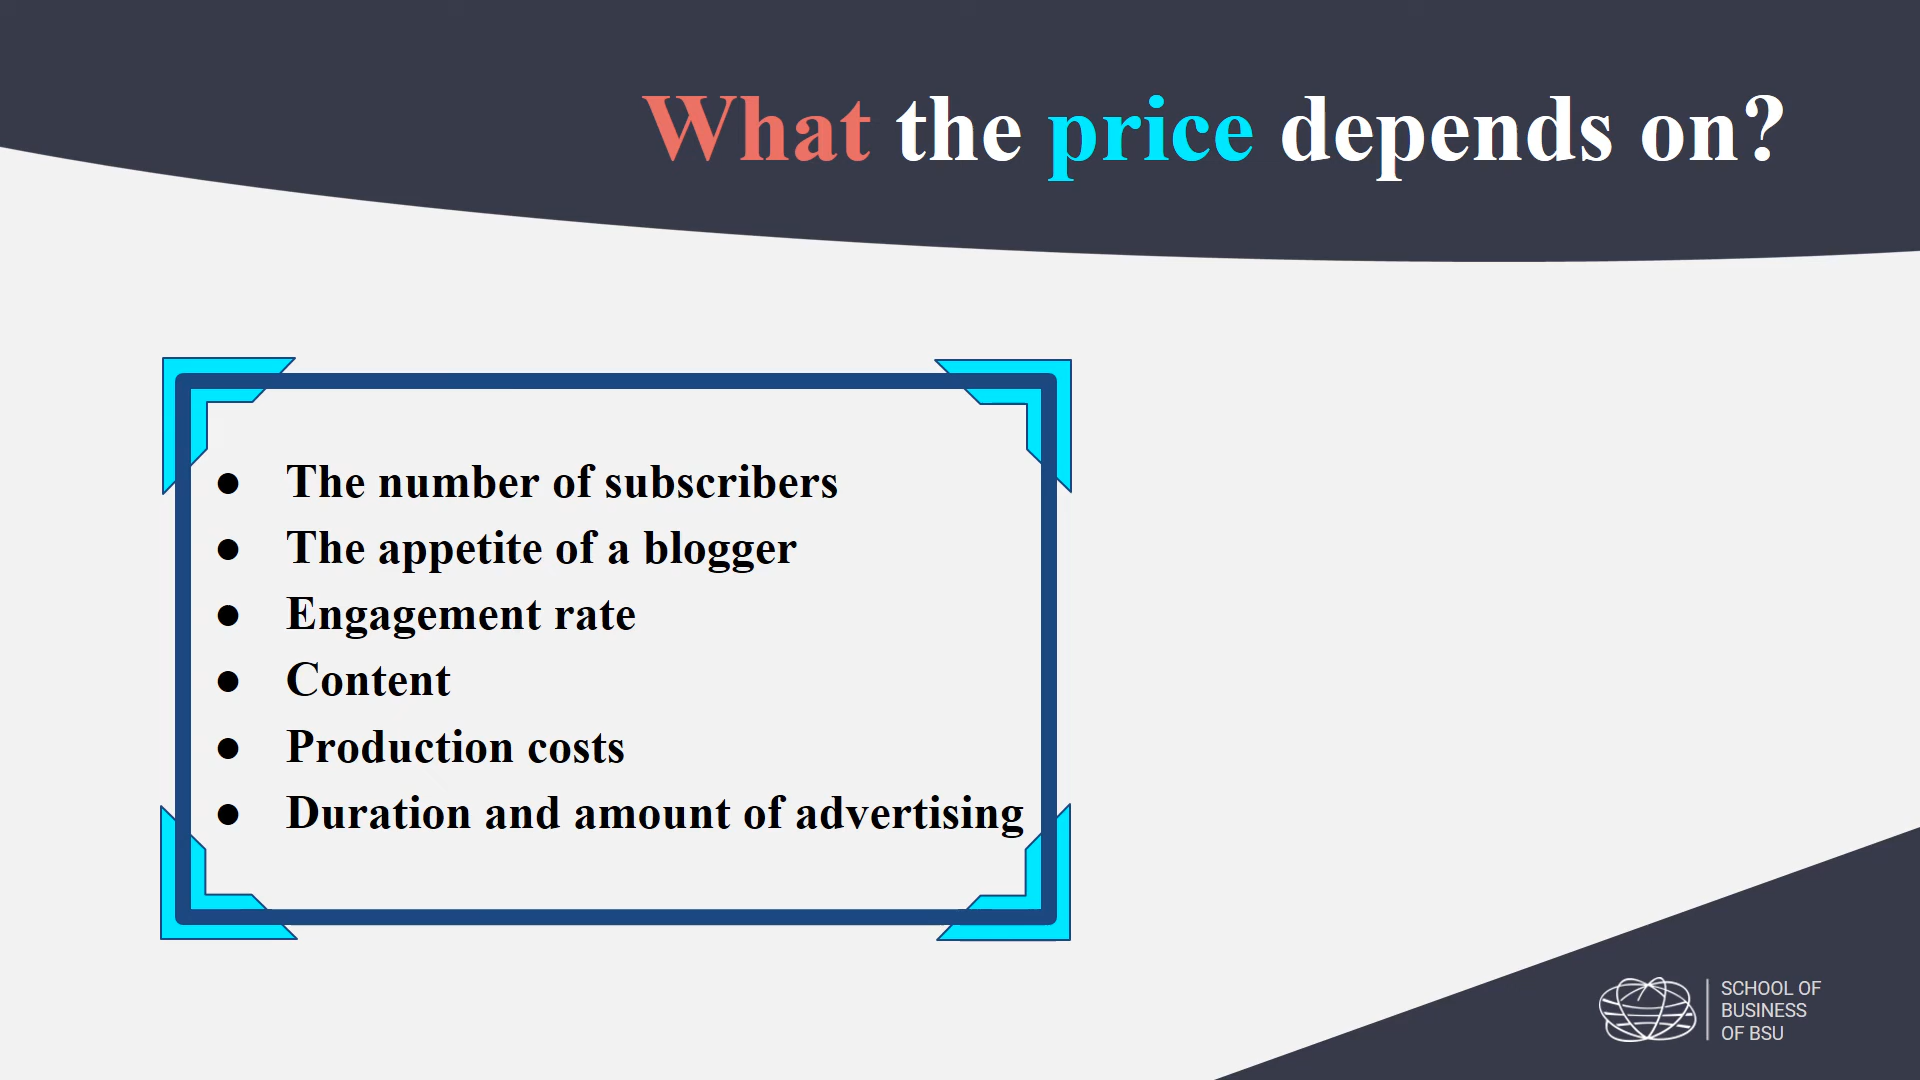 What the price depends on?
● The number of subscribers
● The appetite of a blogger
● Engagement rate
● Content
● Production costs
● Duration and amount of advertising
SCHOOL OF
BUSINESS
OF BSU